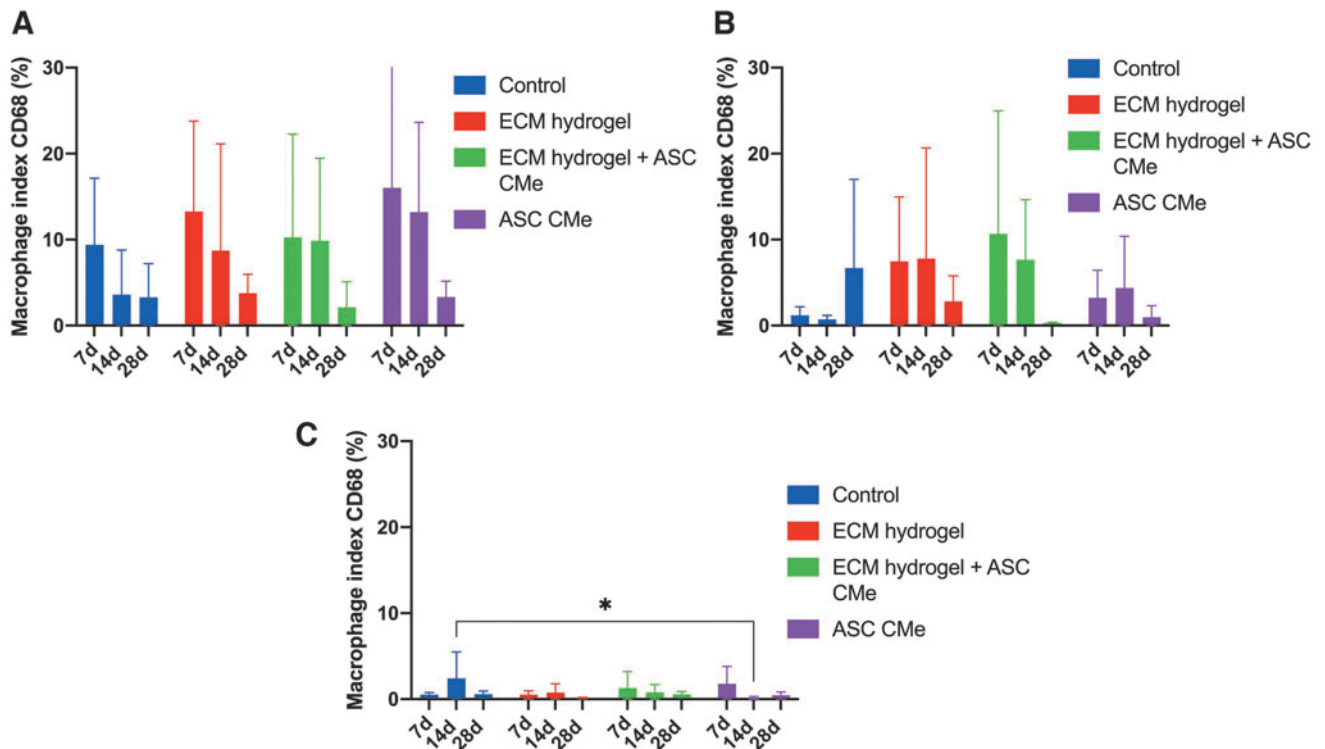 A
Macrophage index CD68 (%)
30
20
10
0
7d
14d
28d
7d
14d
28d
7d
14d
28d
7d
14d
28d
Control
ECM hydrogel
ECM hydrogel + ASC
CMe
ASC CMe
B
Macrophage index CD68 (%)
30
20
10
0
7d
14d
28d
7d
14d
28d
7d
14d
28d
7d
14d
28d
Control
ECM hydrogel
ECM hydrogel + ASC
CMe
ASC CMe
C
Macrophage index CD68 (%)
30
20
10
0
*
7d
14d
28d
7d
14d
28d
7d
14d
28d
7d
14d
28d
Control
ECM hydrogel
ECM hydrogel + ASC
CMe
ASC CMe